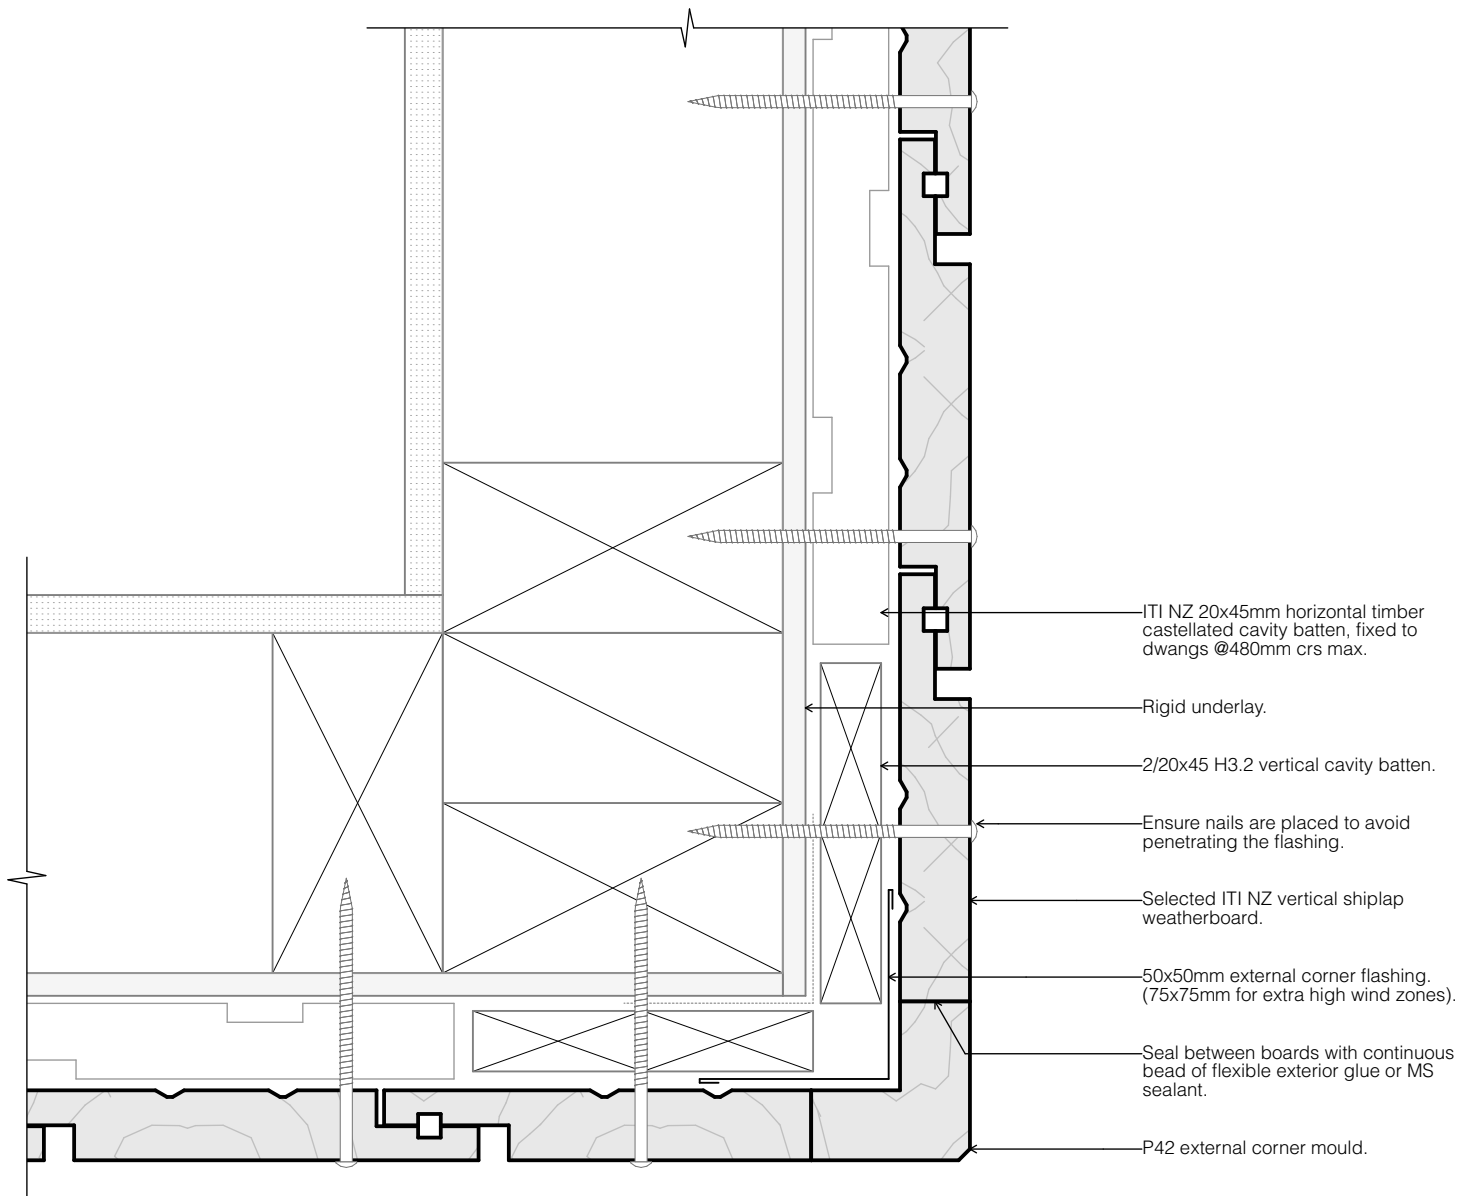 ITI NZ 20x45mm horizontal timber
castellated cavity batten, fixed to
dwangs @480mm crs max.
Rigid underlay.
2/20x45 H3.2 vertical cavity batten.
Ensure nails are placed to avoid
penetrating the flashing.
Selected ITI NZ vertical shiplap
weatherboard.
50x50mm external corner flashing.
(75x75mm for extra high wind zones).
Seal between boards with continuous
bead of flexible exterior glue or MS
sealant.
P42 external corner mould.